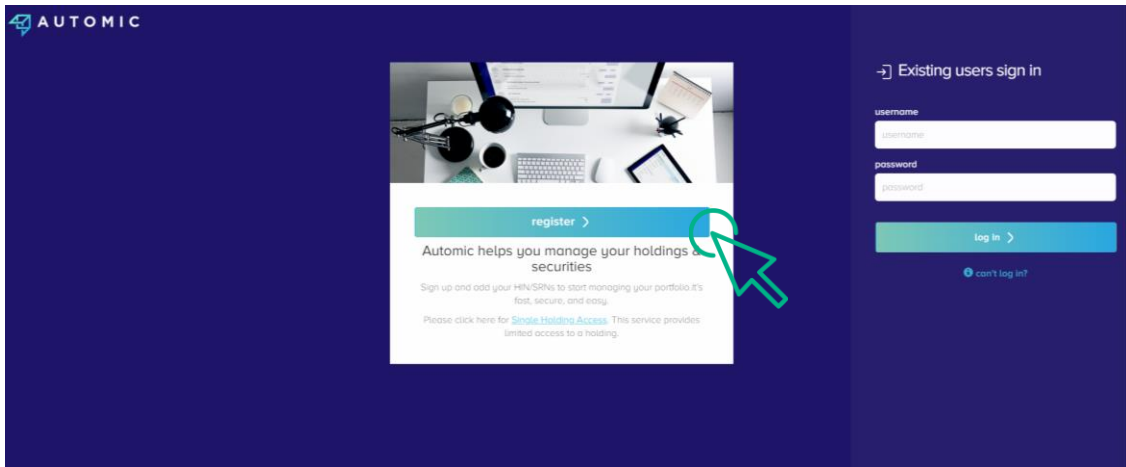 AUTOMIC
register
Automic helps you manage your holdings &
securities
Sign up and add your HIN/SRNs to start managing your portfolio.It's
fast, secure, and easy.
Please click here for Single Holding Access. This service provides
limited access to a holding.
Existing users sign in
username
username
password
password
log in
can't log in?